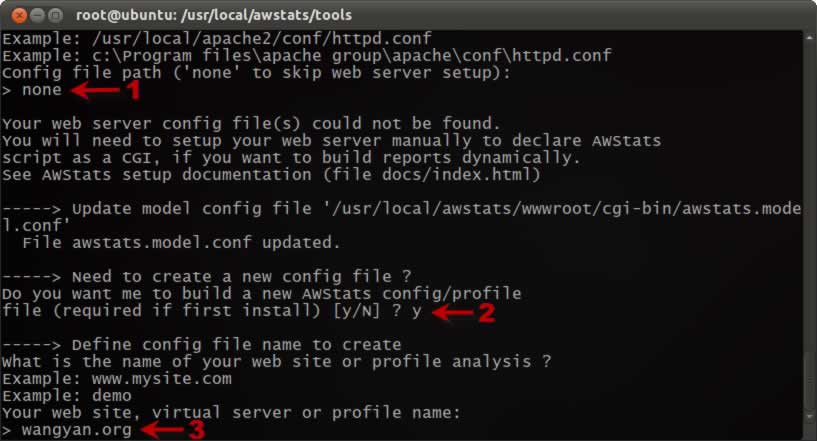 root@ubuntu: /usr/local/awstats/tools
Example: /usr/local/apache2/conf/httpd.conf
Example: c:\Program files\apache group\apache\conf\httpd.conf
Config file path ('none' to skip web server setup):
> none 1
Your web server config file(s) could not be found.
You will need to setup your web server manually to declare AWStats
script as a CGI, if you want to build reports dynamically.
See AWStats setup documentation (file docs/index.html)
-----> Update model config file '/usr/local/awstats/wwwroot/cgi-bin/awstats.mode
l.conf'
File awstats.model.conf updated.
-----> Need to create a new config file ?
Do you want me to build a new AWStats config/profile
file (required if first install) [y/N] ? y 2
-----> Define config file name to create
What is the name of your web site or profile analysis ?
Example: www.mysite.com
Example: demo
Your web site, virtual server or profile name:
> wangyan.org 3